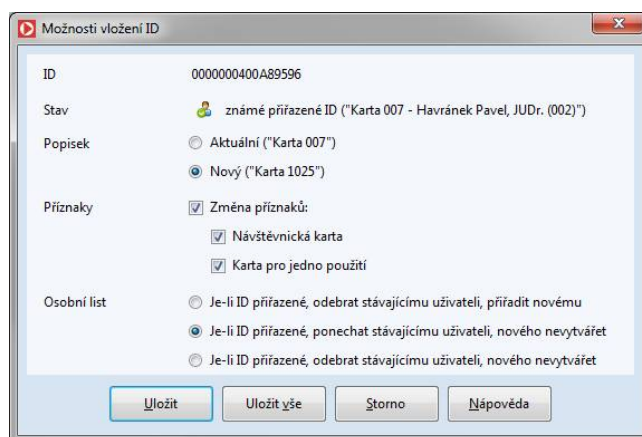 Možnosti vložení ID
ID 0000000400A89596
Stav známé přiřazené ID ("Karta 007 - Havránek Pavel, JUDr. (002)")
Popisek Aktuální ("Karta 007")
Nový ("Karta 1025")
Příznaky Změna příznaků:
Návštěvnická karta
Karta pro jedno použití
Osobní list Je-li ID přiřazené, odebrat stávajícímu uživateli, přiřadit novému
Je-li ID přiřazené, ponechat stávajícímu uživateli, nového nevytvářet
Je-li ID přiřazené, odebrat stávajícímu uživateli, nového nevytvářet
Uložit Uložit vše Storno Nápověda